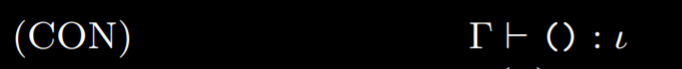 (CON) Γ ⊢ () : ι